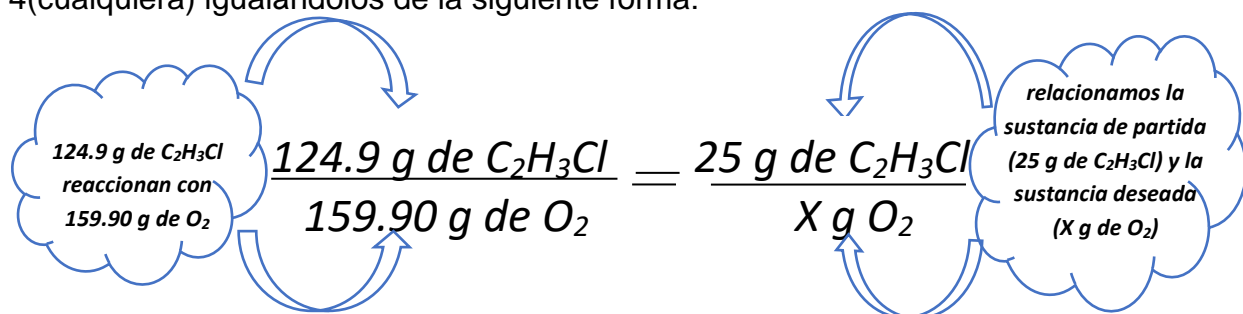 4(cualquiera) igualándolos de la siguiente forma:
124.9 g de C₂H₃Cl
reaccionan con
159.90 g de O₂
124.9 g de C₂H₃Cl = 25 g de C₂H₃Cl
159.90 g de O₂ X g O₂
relacionamos la
sustancia de partida
(25 g de C₂H₃Cl) y la
sustancia deseada
(X g de O₂)